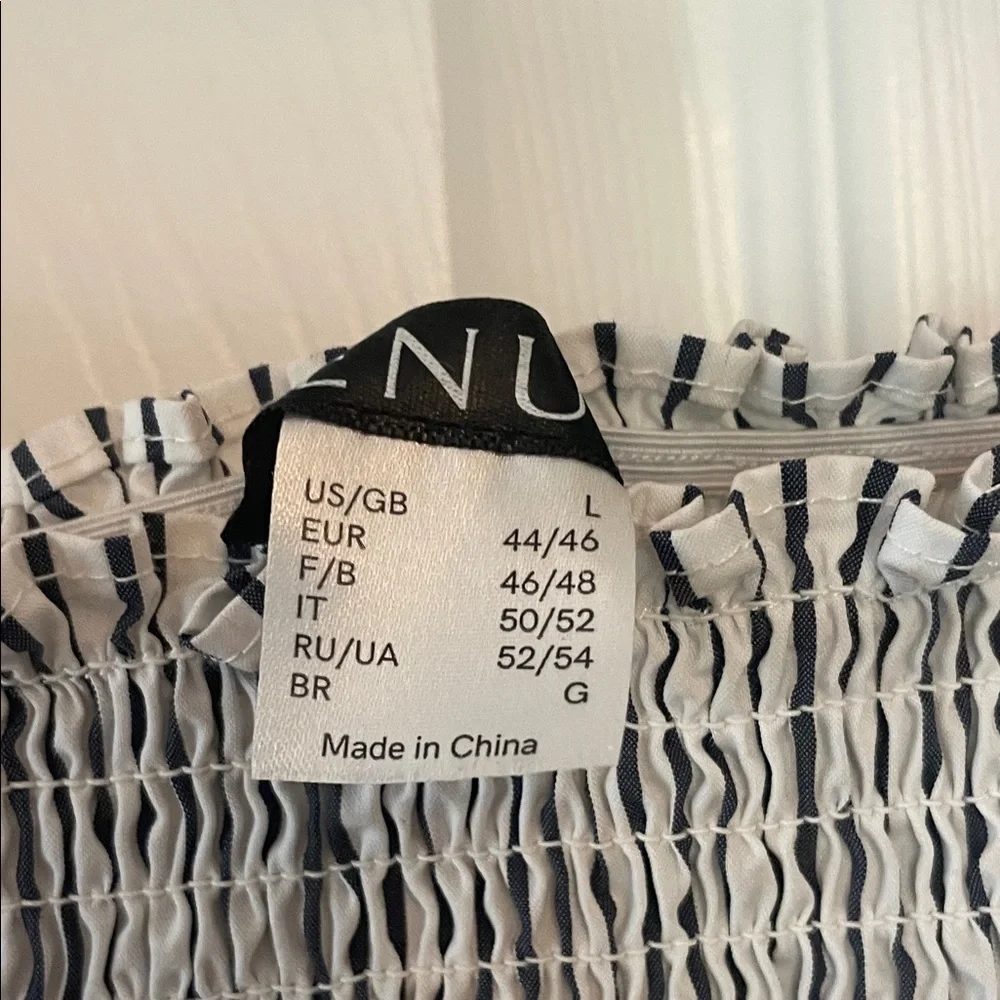 NU
US/GB L
EUR 44/46
F/B 46/48
IT 50/52
RU/UA 52/54
BR G
Made in China